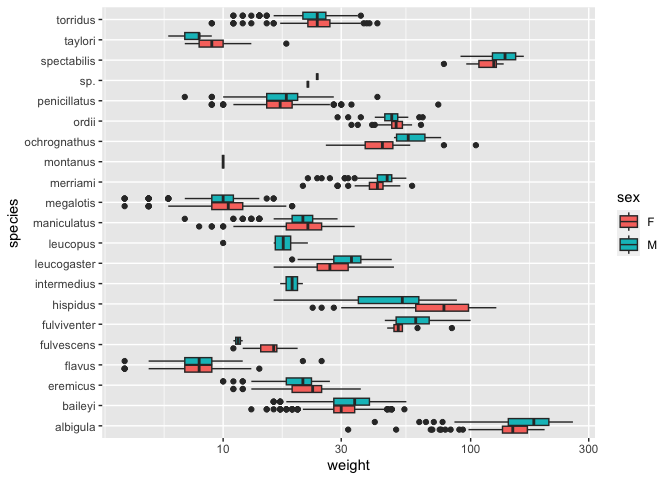 torridus
taylori
spectabilis
sp.
penicillatus
ordii
ochrognathus
montanus
merriami
megalotis
maniculatus
leucopus
leucogaster
intermedius
hispidus
fulviventer
fulvescens
flavus
eremicus
baileyi
albigula
species
10
30
100
300
weight
sex
F
M